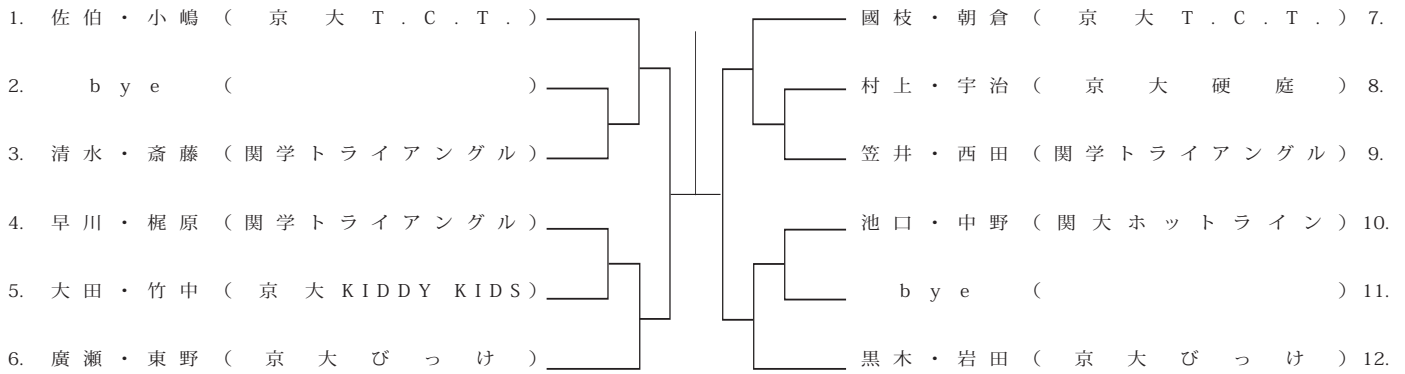 1. 佐伯・小嶋(京大T.C.T.)
2. bye ( )
3. 清水・斎藤(関学トライアングル)
4. 早川・梶原(関学トライアングル)
5. 大田・竹中(京大KIDDY KIDS)
6. 廣瀬・東野(京大びっけ)
國枝・朝倉(京大T.C.T.) 7.
村上・宇治(京大硬庭) 8.
笠井・西田(関学トライアングル) 9.
池口・中野(関大ホットライン) 10.
bye ( ) 11.
黒木・岩田(京大びっけ) 12.